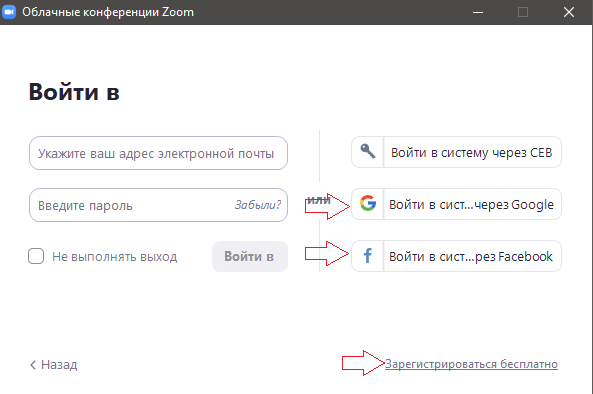 Облачные конференции Zoom
Войти в
Укажите ваш адрес электронной почты
Введите пароль
Забыли?
Не выполнять выход
Войти в
или
Войти в систему через СЕВ
Войти в сист...через Google
Войти в сист...рез Facebook
Назад
Зарегистрироваться бесплатно